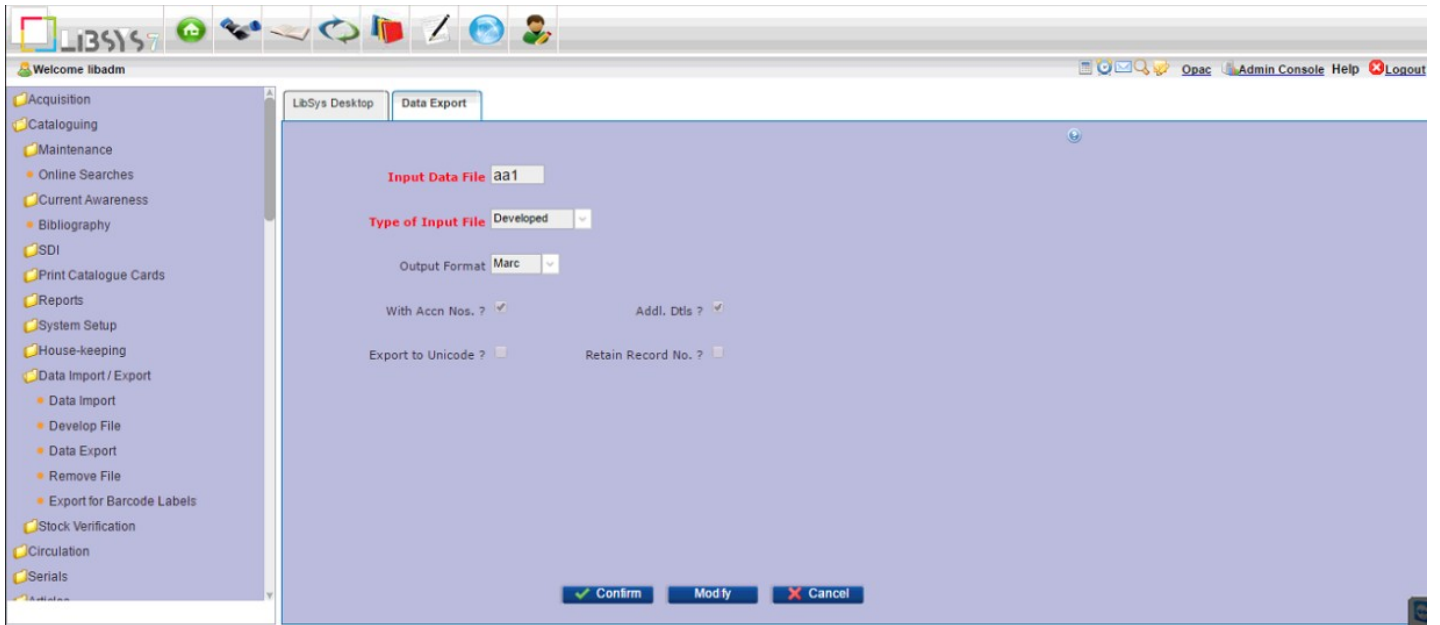 LiBSYS7
Welcome libadm
Opac Admin Console Help Logout
Acquisition
Cataloguing
Maintenance
Online Searches
Current Awareness
Bibliography
SDI
Print Catalogue Cards
Reports
System Setup
House-keeping
Data Import / Export
Data Import
Develop File
Data Export
Remove File
Export for Barcode Labels
Stock Verification
Circulation
Serials
Articles
LibSys Desktop Data Export
Input Data File aa1
Type of Input File Developed
Output Format Marc
With Accn Nos. ? Addl. Dtls ?
Export to Unicode ? Retain Record No. ?
Confirm Modify Cancel